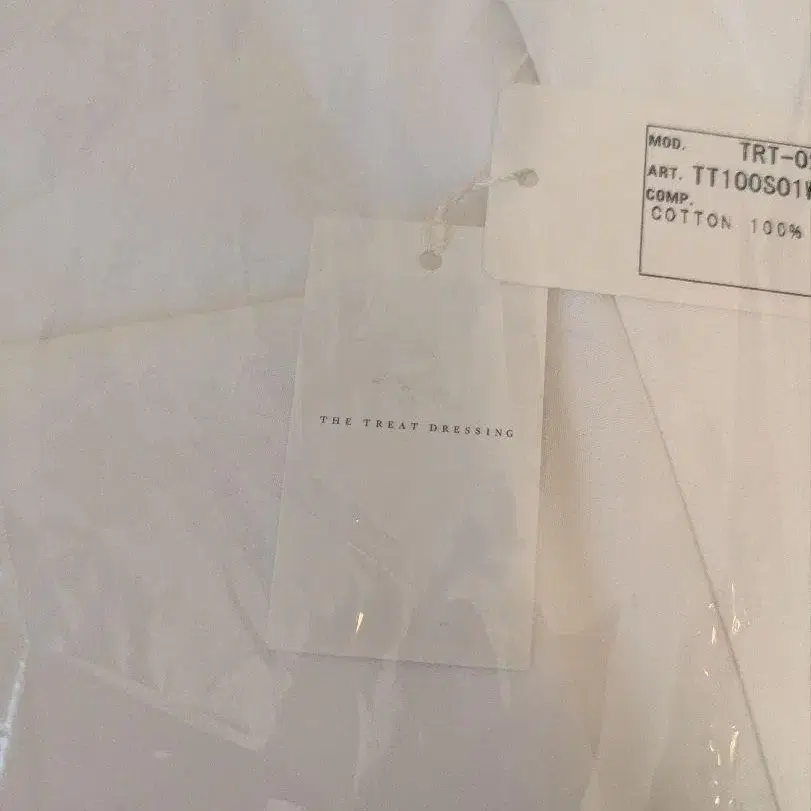 MOD. TRT-0
ART. TT100S01
COMP.
COTTON 100%
THE TREAT DRESSING